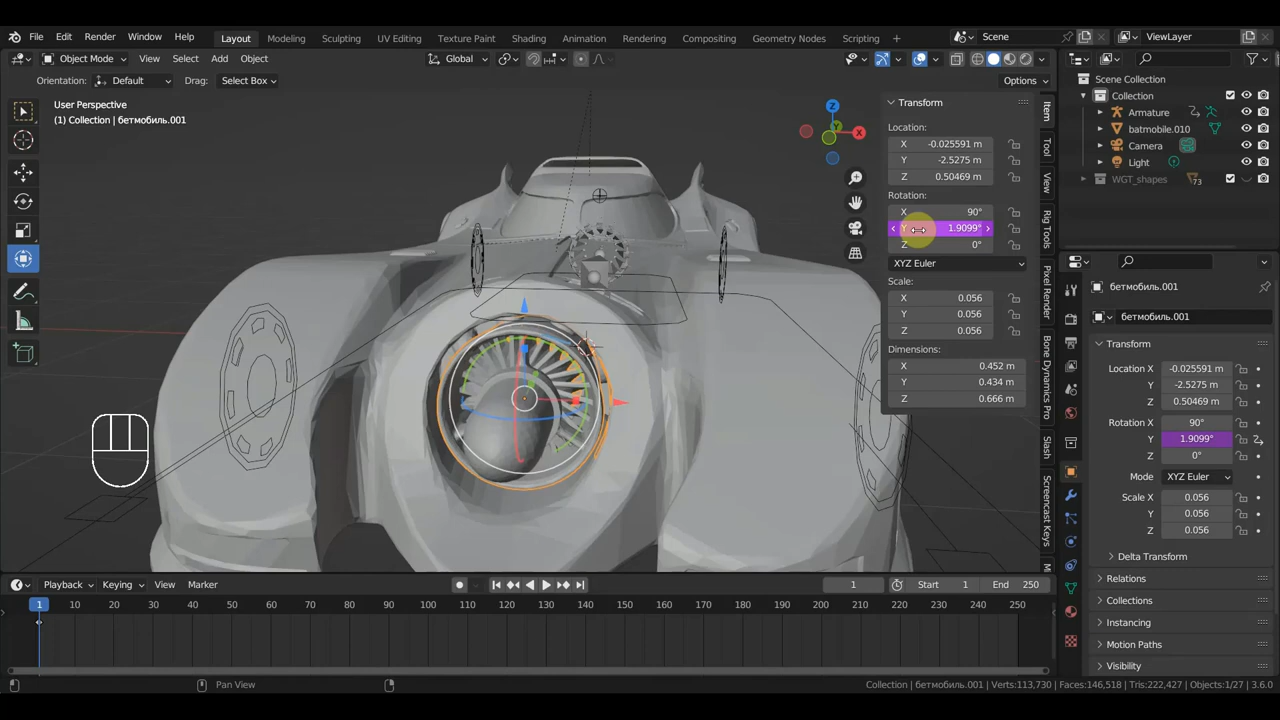 File Edit Render Window Help Layout Modeling Sculpting UV Editing Texture Paint Shading Animation Rendering Compositing Geometry Nodes Scripting + Scene ViewLayer
Object Mode View Select Add Object Global
Orientation: Default Drag: Select Box Options
User Perspective
(1) Collection | бетмобиль.001
Z
Y
X
Transform
Location:
X -0.025591 m
Y -2.5275 m
Z 0.50469 m
Rotation:
X 90°
Y 1.9099°
Z 0°
XYZ Euler
Scale:
X 0.056
Y 0.056
Z 0.056
Dimensions:
X 0.452 m
Y 0.434 m
Z 0.666 m
Item
Tool
View
Rig Tools
Pixel Render
Bone Dynamics Pro
Slash
Screencast Keys
Mi
Scene Collection
Collection
Armature
batmobile.010
Camera
Light
WGT_shapes 73
бетмобиль.001
бетмобиль.001
Transform
Location X -0.025591 m
Y -2.5275 m
Z 0.50469 m
Rotation X 90°
Y 1.9099°
Z 0°
Mode XYZ Euler
Scale X 0.056
Y 0.056
Z 0.056
Delta Transform
Relations
Collections
Instancing
Motion Paths
Visibility
Playback Keying View Marker 1 Start 1 End 250
1 10 20 30 40 50 60 70 80 90 100 110 120 130 140 150 160 170 180 190 200 210 220 230 240 250
Pan View Collection | бетмобиль.001 | Verts:113,730 | Faces:146,518 | Tris:222,427 | Objects:1/27 | 3.6.0